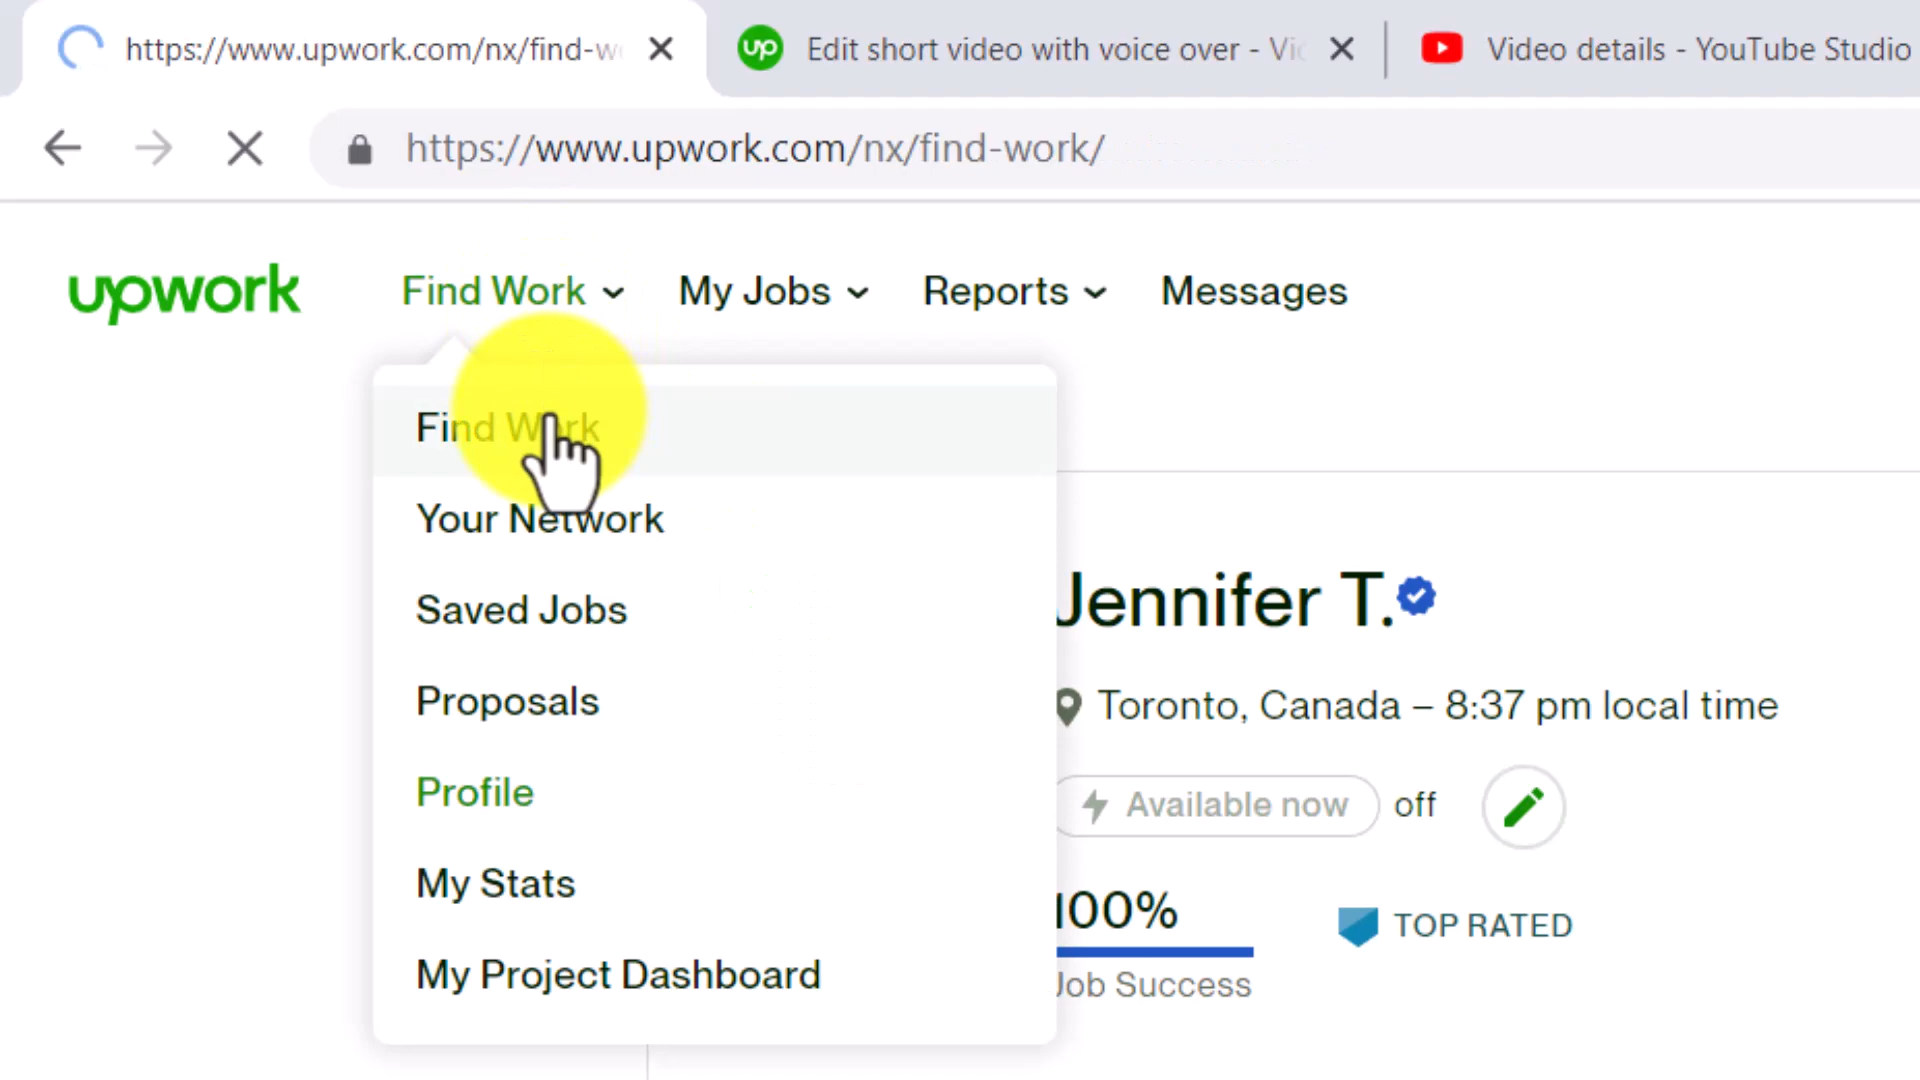 https://www.upwork.com/nx/find-w
Edit short video with voice over -
Video details - YouTube Studio
https://www.upwork.com/nx/find-work/
upwork
Find Work
My Jobs
Reports
Messages
Find Work
Your Network
Saved Jobs
Proposals
Profile
My Stats
My Project Dashboard
Jennifer T.
Toronto, Canada – 8:37 pm local time
Available now off
100%
TOP RATED
Job Success